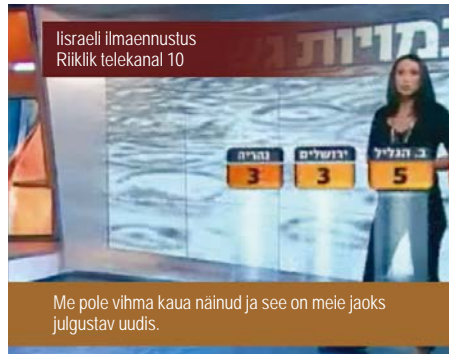 Iisraeli ilmaennustus
Riiklik telekanal 10
נהריה
ירושלים
ב. הגליל
3
3
5
Me pole vihma kaua näinud ja see on meie jaoks
julgustav uudis.